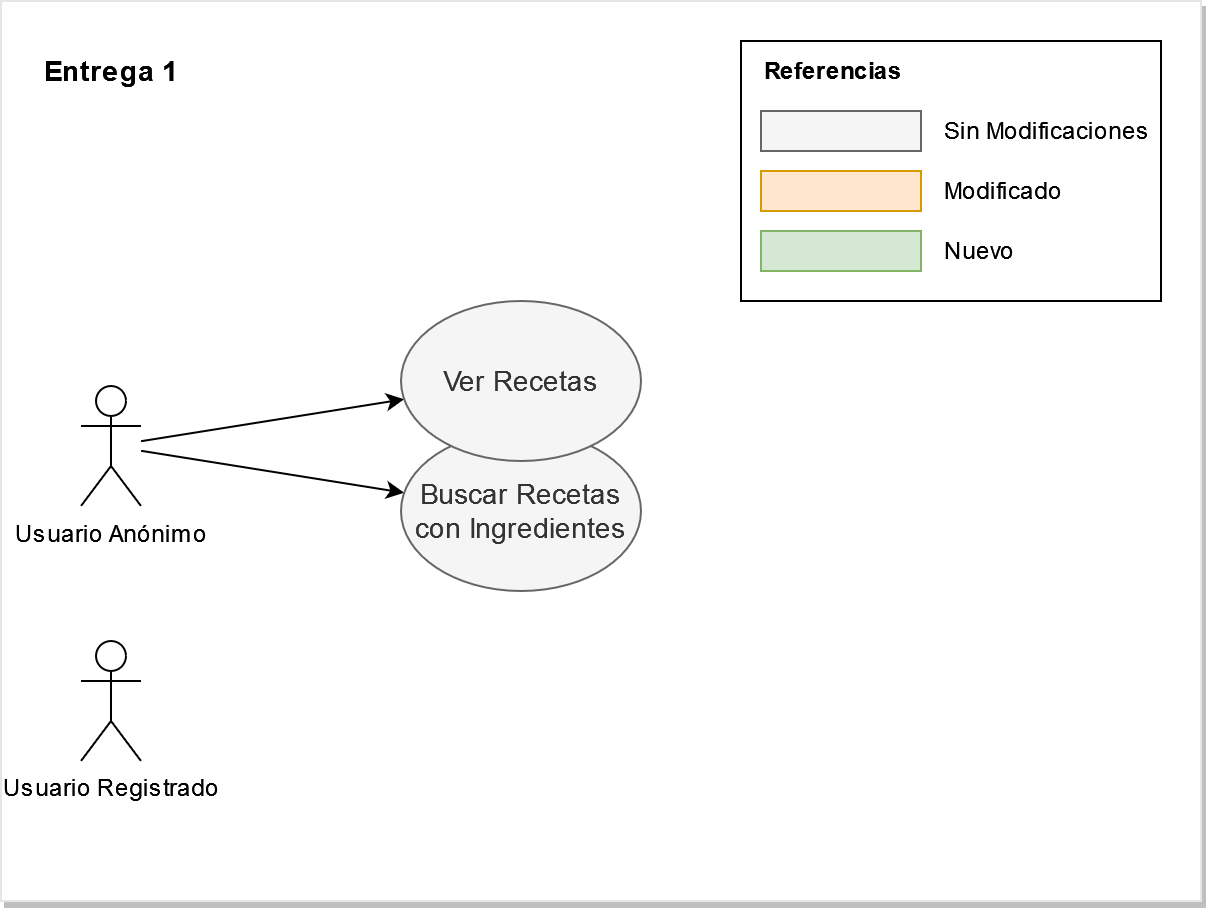 Entrega 1
Referencias
Sin Modificaciones
Modificado
Nuevo
Ver Recetas
Buscar Recetas
con Ingredientes
Usuario Anónimo
Usuario Registrado